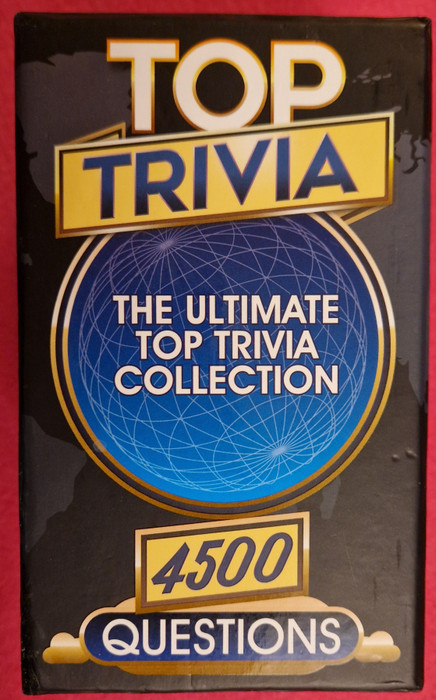 TOP
TRIVIA
THE ULTIMATE
TOP TRIVIA
COLLECTION
4500
QUESTIONS